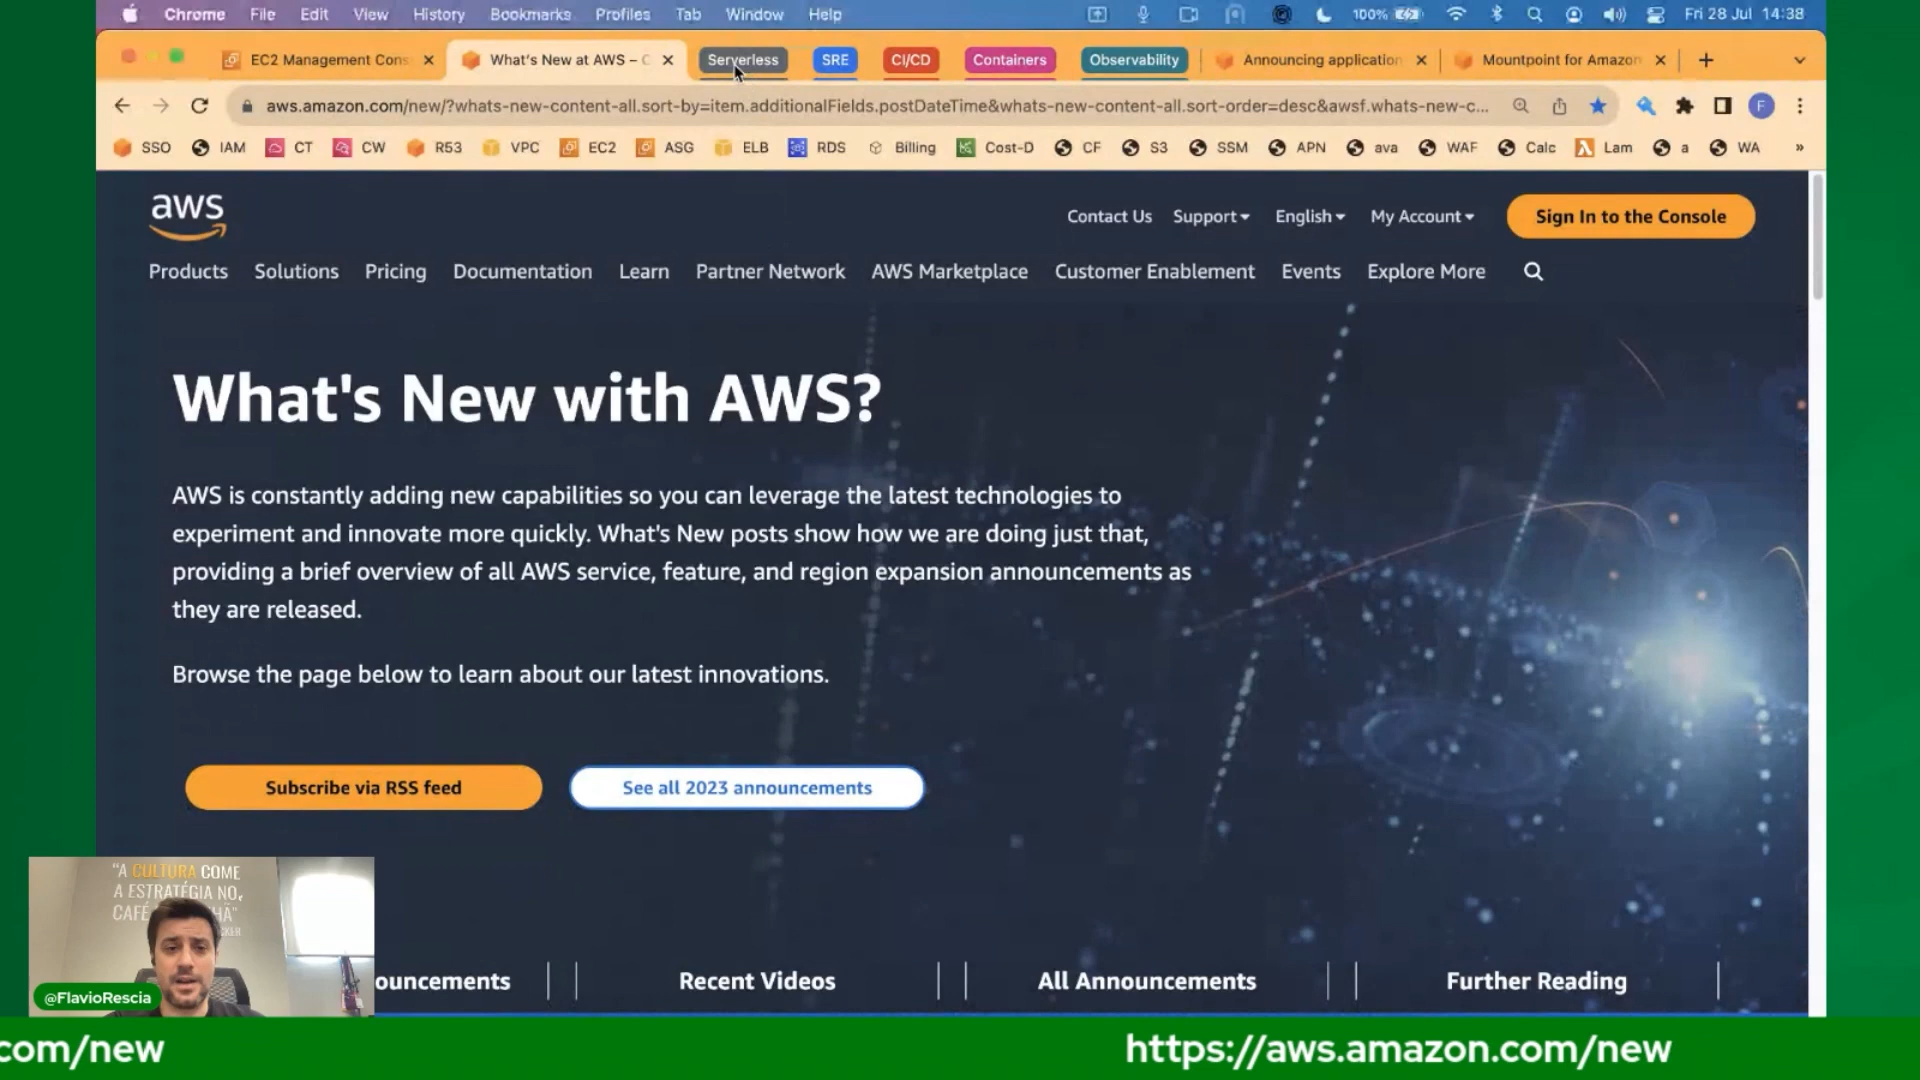 Chrome File Edit View History Bookmarks Profiles Tab Window Help 100% Fri 28 Jul 14:38
EC2 Management Cons
What's New at AWS – C
Serverless
SRE
CI/CD
Containers
Observability
Announcing application
Mountpoint for Amazon
aws.amazon.com/new/?whats-new-content-all.sort-by=item.additionalFields.postDateTime&whats-new-content-all.sort-order=desc&awsf.whats-new-c...
F
SSO IAM CT CW R53 VPC EC2 ASG ELB RDS Billing Cost-D CF S3 SSM APN ava WAF Calc Lam a WA »
aws
Contact Us Support English My Account Sign In to the Console
Products Solutions Pricing Documentation Learn Partner Network AWS Marketplace Customer Enablement Events Explore More
What's New with AWS?
AWS is constantly adding new capabilities so you can leverage the latest technologies to
experiment and innovate more quickly. What's New posts show how we are doing just that,
providing a brief overview of all AWS service, feature, and region expansion announcements as
they are released.
Browse the page below to learn about our latest innovations.
Subscribe via RSS feed
See all 2023 announcements
ouncements
Recent Videos
All Announcements
Further Reading
"A CULTURA COME
A ESTRATÉGIA NO
CAFÉ
@FlavioRescia
com/new
https://aws.amazon.com/new